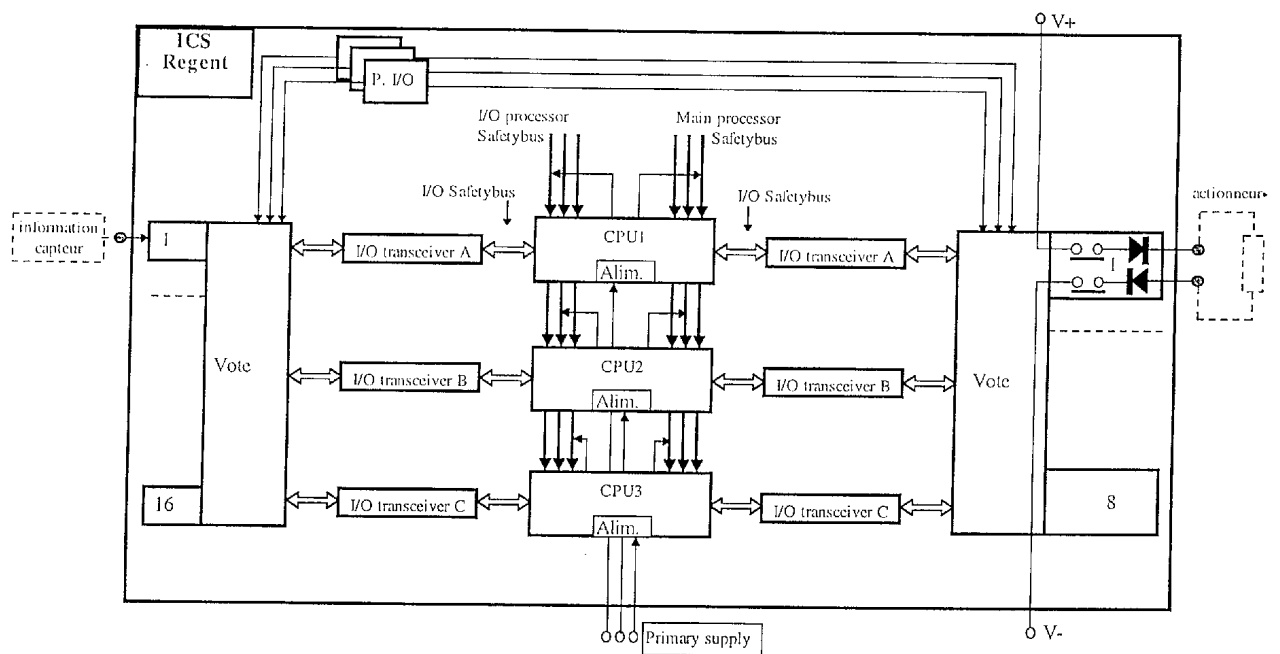 V+
ICS
Regent
P. I/O
I/O processor
Safetybus
Main processor
Safetybus
I/O Safetybus
I/O Safetybus
actionneur
information
capteur
I
Vote
I/O transceiver A
CPU1
Alim.
I/O transceiver A
I
I/O transceiver B
CPU2
Alim.
I/O transceiver B
Vote
16
I/O transceiver C
CPU3
Alim.
I/O transceiver C
8
Primary supply
V-